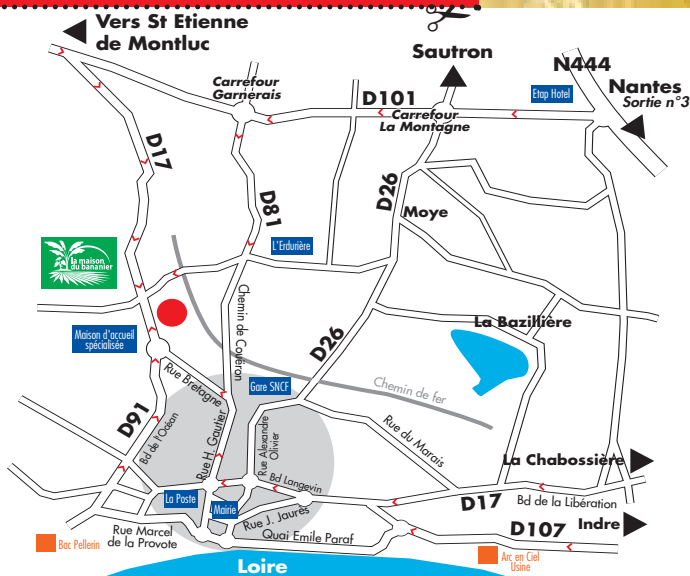 Vers St Etienne
de Montluc
Sautron
N444
Nantes
Sortie n°3
Carrefour
Garnerais
D101
Etap Hotel
Carrefour
La Montagne
D17
D26
D81
Moye
L'Erdurière
la maison
du bananier
Chemin de Couëron
La Bazillière
Maison d'accueil
spécialisée
D26
Rue Bretagne
Gare SNCF
Chemin de fer
D91
Bd de l'Océan
Rue H. Gautier
Rue Alexandre
Olivier
Rue du Marais
La Chabossière
Bd Langevin
La Poste
Mairie
D17
Bd de la Libération
Rue J. Jaurès
Indre
D107
Rue Marcel
de la Provote
Quai Emile Paraf
Bac Pellerin
Arc en Ciel
Usine
Loire